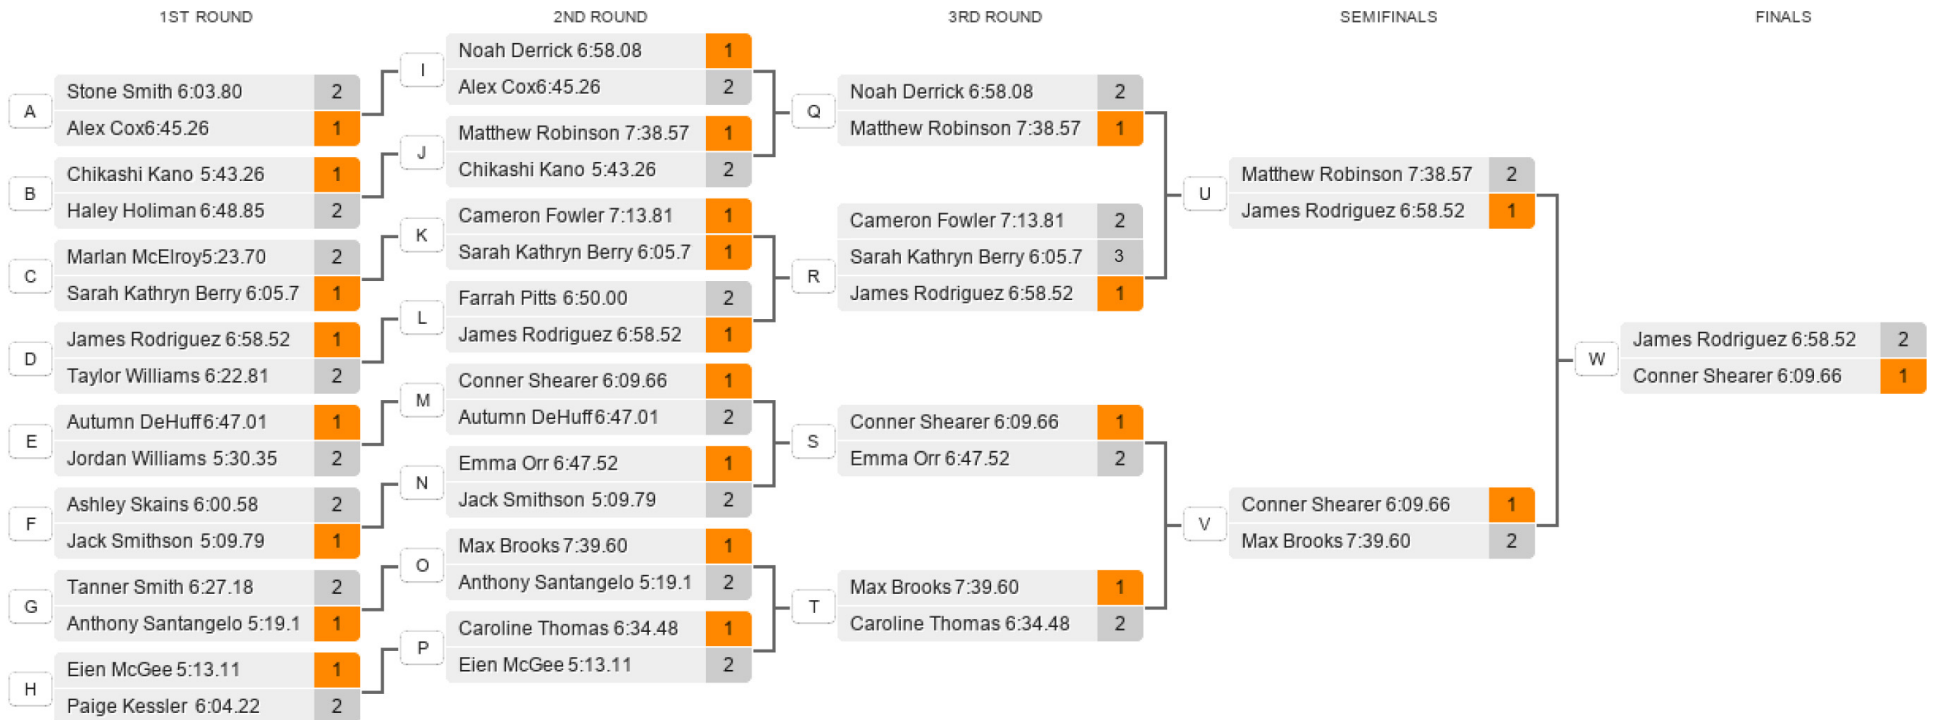 1ST ROUND
2ND ROUND
3RD ROUND
SEMIFINALS
FINALS
A
Stone Smith 6:03.80 2
Alex Cox6:45.26 1
B
Chikashi Kano 5:43.26 1
Haley Holiman 6:48.85 2
C
Marlan McElroy5:23.70 2
Sarah Kathryn Berry 6:05.7 1
D
James Rodriguez 6:58.52 1
Taylor Williams 6:22.81 2
E
Autumn DeHuff6:47.01 1
Jordan Williams 5:30.35 2
F
Ashley Skains 6:00.58 2
Jack Smithson 5:09.79 1
G
Tanner Smith 6:27.18 2
Anthony Santangelo 5:19.1 1
H
Eien McGee 5:13.11 1
Paige Kessler 6:04.22 2
I
Noah Derrick 6:58.08 1
Alex Cox6:45.26 2
J
Matthew Robinson 7:38.57 1
Chikashi Kano 5:43.26 2
K
Cameron Fowler 7:13.81 1
Sarah Kathryn Berry 6:05.7 1
L
Farrah Pitts 6:50.00 2
James Rodriguez 6:58.52 1
M
Conner Shearer 6:09.66 1
Autumn DeHuff6:47.01 2
N
Emma Orr 6:47.52 1
Jack Smithson 5:09.79 2
O
Max Brooks 7:39.60 1
Anthony Santangelo 5:19.1 2
P
Caroline Thomas 6:34.48 1
Eien McGee 5:13.11 2
Q
Noah Derrick 6:58.08 2
Matthew Robinson 7:38.57 1
R
Cameron Fowler 7:13.81 2
Sarah Kathryn Berry 6:05.7 3
James Rodriguez 6:58.52 1
S
Conner Shearer 6:09.66 1
Emma Orr 6:47.52 2
T
Max Brooks 7:39.60 1
Caroline Thomas 6:34.48 2
U
Matthew Robinson 7:38.57 2
James Rodriguez 6:58.52 1
V
Conner Shearer 6:09.66 1
Max Brooks 7:39.60 2
W
James Rodriguez 6:58.52 2
Conner Shearer 6:09.66 1